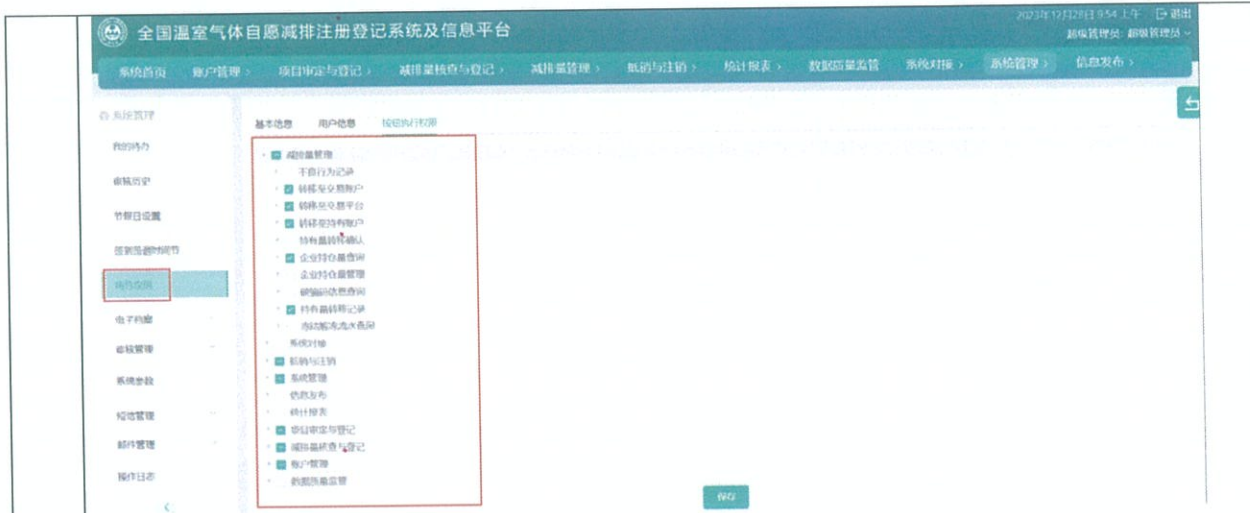 2023年12月28日 9:54 上午 退出
全国温室气体自愿减排注册登记系统及信息平台
超级管理员: 超级管理员
系统首页 账户管理 项目审定与登记 减排量核查与登记 减排量管理 抵销与注销 统计报表 数据质量监管 系统对接 系统管理 信息发布
系统管理
基本信息 用户信息 按钮执行权限
我的待办
减排量管理
不良行为记录
审核历史
转移至交易账户
转移至交易平台
节假日设置
转移至持有账户
持有量转移确认
企业持仓量查询
企业持仓量管理
持有量转移记录
电子档案
系统对接
审核管理
抵销与注销
系统管理
系统参数
信息发布
统计报表
短信管理
项目审定与登记
减排量核查与登记
邮件管理
账户管理
操作日志
数据质量监管
保存